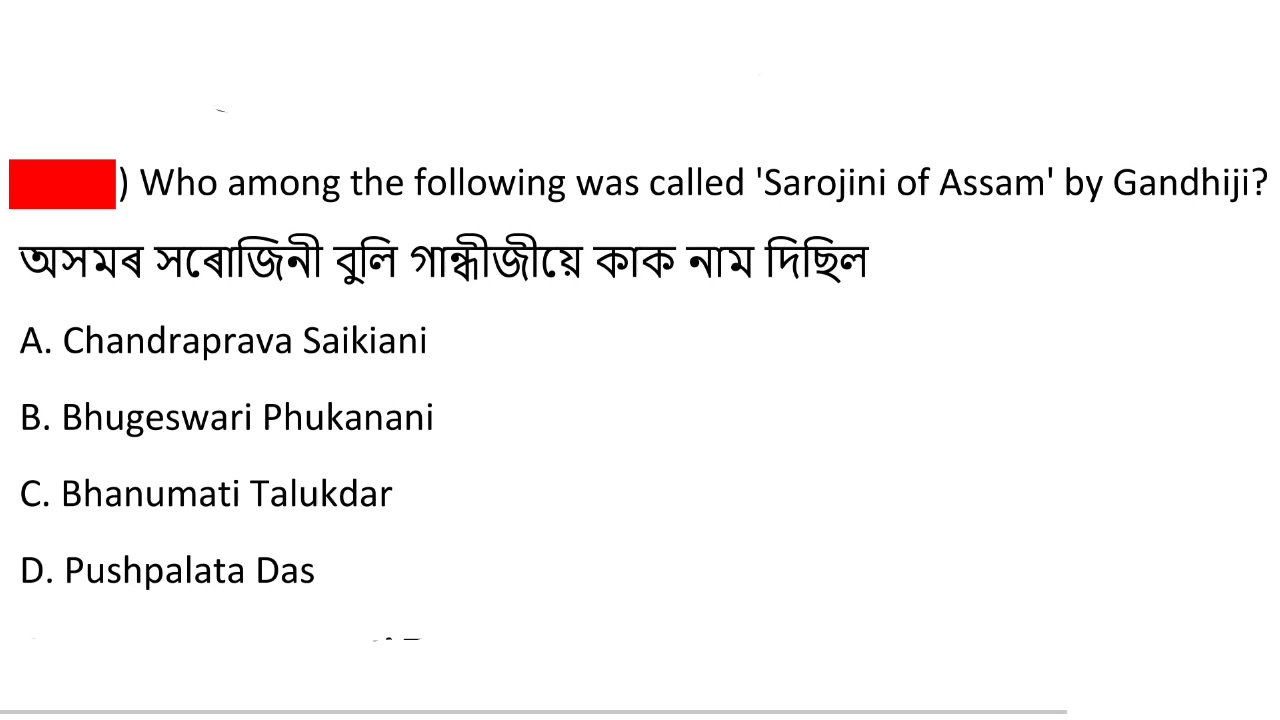 ) Who among the following was called 'Sarojini of Assam' by Gandhiji?
অসমৰ সৰোজিনী বুলি গান্ধীজীয়ে কাক নাম দিছিল
A. Chandraprava Saikiani
B. Bhugeswari Phukanani
C. Bhanumati Talukdar
D. Pushpalata Das